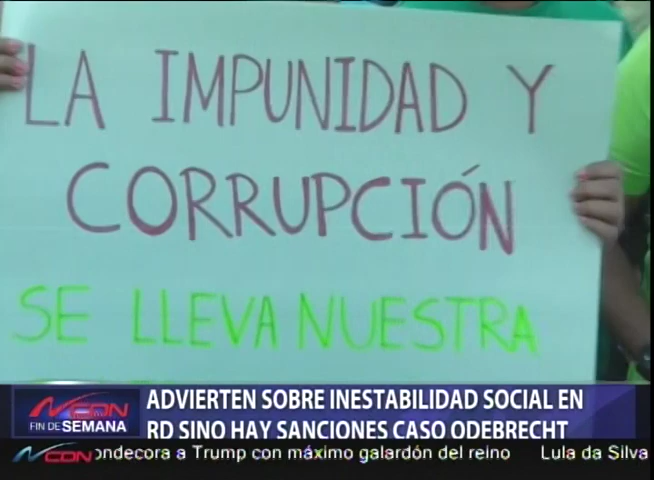 LA IMPUNIDAD Y
CORRUPCIÓN
SE LLEVA NUESTRA
FIN DE SEMANA
ADVIERTEN SOBRE INESTABILIDAD SOCIAL EN
RD SINO HAY SANCIONES CASO ODEBRECHT
CDN
ondecora a Trump con máximo galardón del reino Lula da Silva